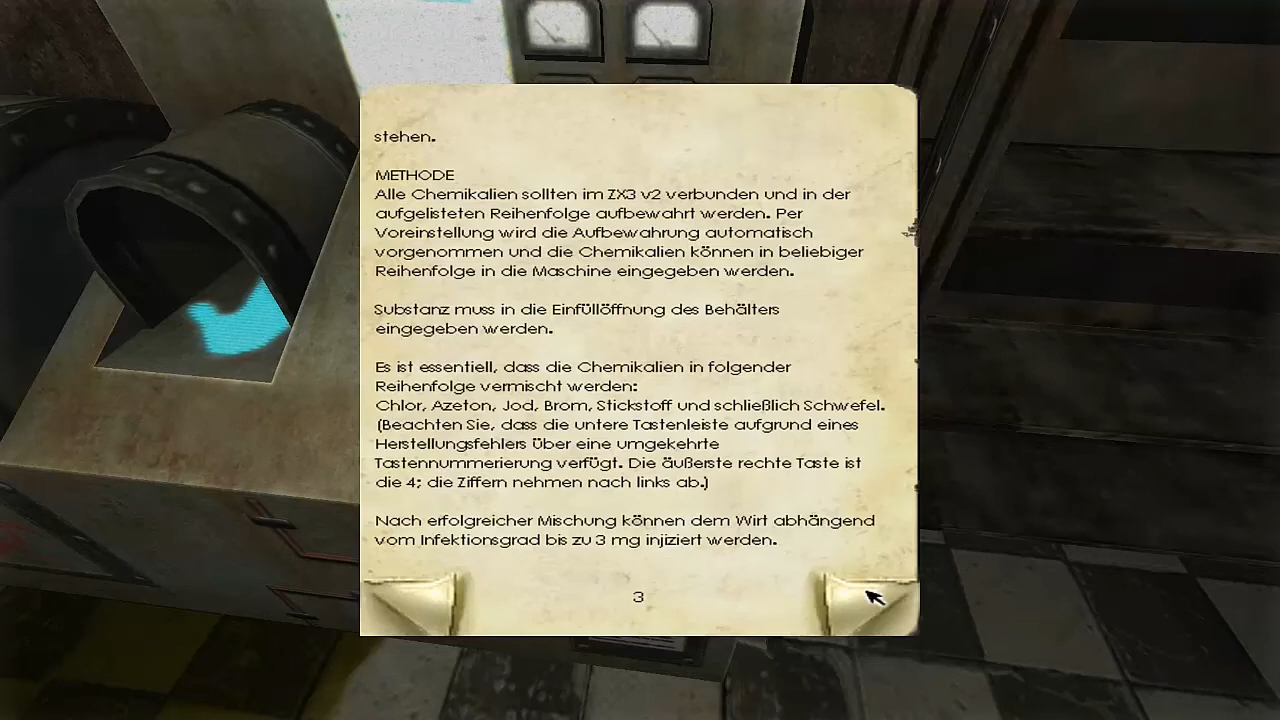 stehen.
METHODE
Alle Chemikalien sollten im ZX3 v2 verbunden und in der
aufgelisteten Reihenfolge aufbewahrt werden. Per
Voreinstellung wird die Aufbewahrung automatisch
vorgenommen und die Chemikalien können in beliebiger
Reihenfolge in die Maschine eingegeben werden.
Substanz muss in die Einfüllöffnung des Behälters
eingegeben werden.
Es ist essentiell, dass die Chemikalien in folgender
Reihenfolge vermischt werden:
Chlor, Azeton, Jod, Brom, Stickstoff und schließlich Schwefel.
(Beachten Sie, dass die untere Tastenleiste aufgrund eines
Herstellungsfehlers über eine umgekehrte
Tastennummerierung verfügt. Die äußerste rechte Taste ist
die 4; die Ziffern nehmen nach links ab.)
Nach erfolgreicher Mischung können dem Wirt abhängend
vom Infektionsgrad bis zu 3 mg injiziert werden.
3